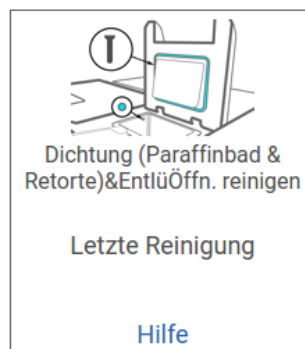 Dichtung (Paraffinbad &
Retorte)&EntlüÖffn. reinigen
Letzte Reinigung
Hilfe